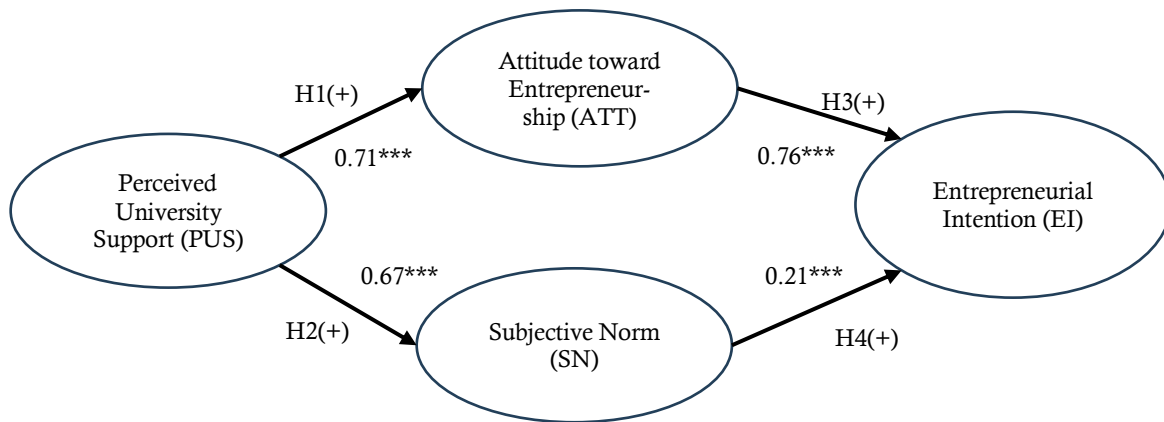 Attitude toward
Entrepreneur-
ship (ATT)
H1(+)
H3(+)
0.71***
0.76***
Perceived
University
Support (PUS)
Entrepreneurial
Intention (EI)
0.67***
0.21***
H2(+)
H4(+)
Subjective Norm
(SN)